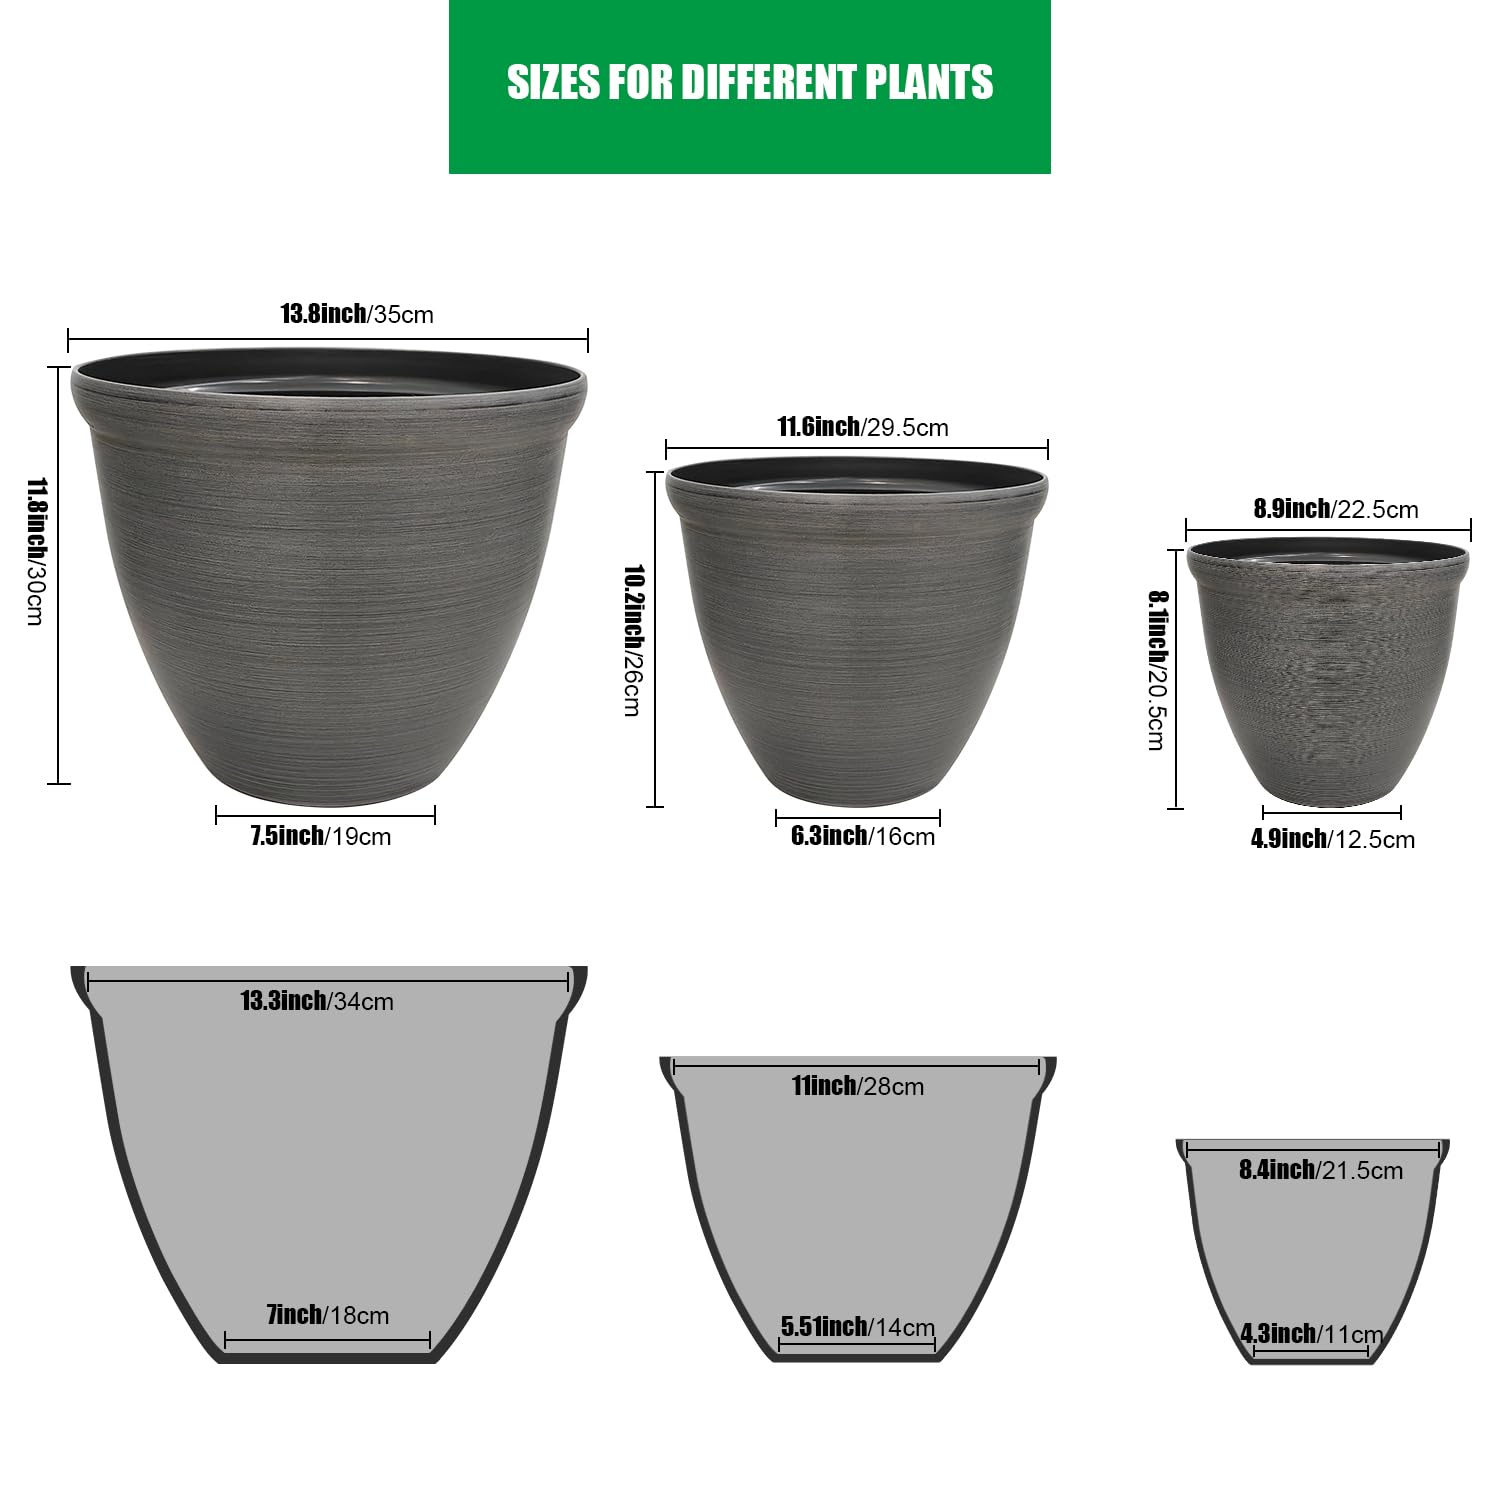 SIZES FOR DIFFERENT PLANTS
13.8inch/35cm
11.8inch/30cm
7.5inch/19cm
11.6inch/29.5cm
10.2inch/26cm
6.3inch/16cm
8.9inch/22.5cm
8.1inch/20.5cm
4.9inch/12.5cm
13.3inch/34cm
7inch/18cm
11inch/28cm
5.51inch/14cm
8.4inch/21.5cm
4.3inch/11cm